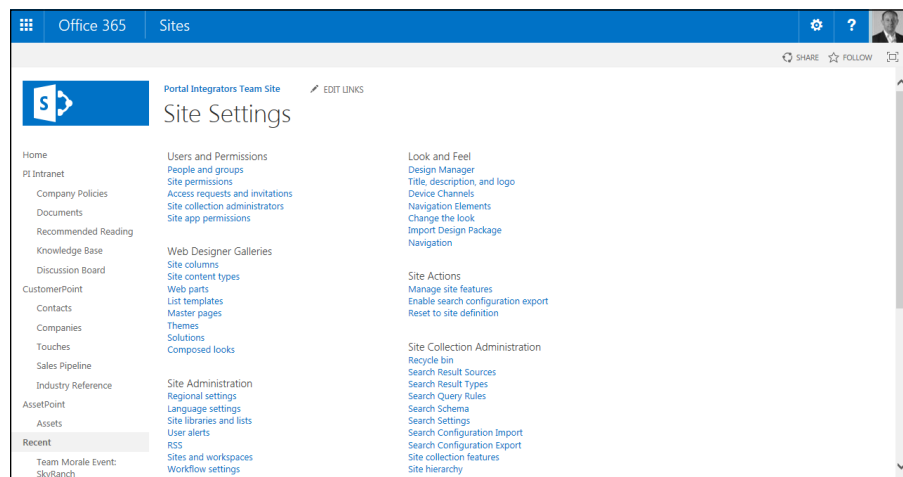 Office 365
Sites
?
SHARE
FOLLOW
S
Portal Integrators Team Site
EDIT LINKS
Site Settings
Home
PI Intranet
Company Policies
Documents
Recommended Reading
Knowledge Base
Discussion Board
CustomerPoint
Contacts
Companies
Touches
Sales Pipeline
Industry Reference
AssetPoint
Assets
Recent
Team Morale Event:
SkyRanch
Users and Permissions
People and groups
Site permissions
Access requests and invitations
Site collection administrators
Site app permissions
Web Designer Galleries
Site columns
Site content types
Web parts
List templates
Master pages
Themes
Solutions
Composed looks
Site Administration
Regional settings
Language settings
Site libraries and lists
User alerts
RSS
Sites and workspaces
Workflow settings
Look and Feel
Design Manager
Title, description, and logo
Device Channels
Navigation Elements
Change the look
Import Design Package
Navigation
Site Actions
Manage site features
Enable search configuration export
Reset to site definition
Site Collection Administration
Recycle bin
Search Result Sources
Search Result Types
Search Query Rules
Search Schema
Search Settings
Search Configuration Import
Search Configuration Export
Site collection features
Site hierarchy